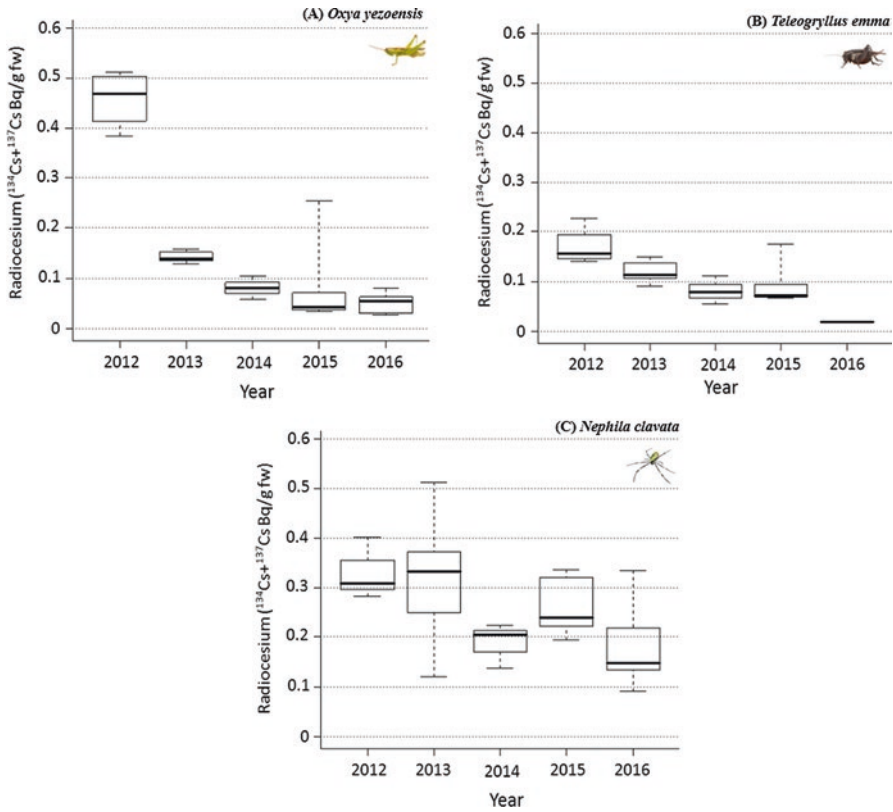 (A) Oxya yezoensis
Radiocesium (¹³⁴Cs+¹³⁷Cs Bq/g fw)
0.6
0.5
0.4
0.3
0.2
0.1
0
2012 2013 2014 2015 2016
Year
(B) Teleogryllus emma
Radiocesium (¹³⁴Cs+¹³⁷Cs Bq/g fw)
0.6
0.5
0.4
0.3
0.2
0.1
0
2012 2013 2014 2015 2016
Year
(C) Nephila clavata
Radiocesium (¹³⁴Cs+¹³⁷Cs Bq/g fw)
0.6
0.5
0.4
0.3
0.2
0.1
0
2012 2013 2014 2015 2016
Year